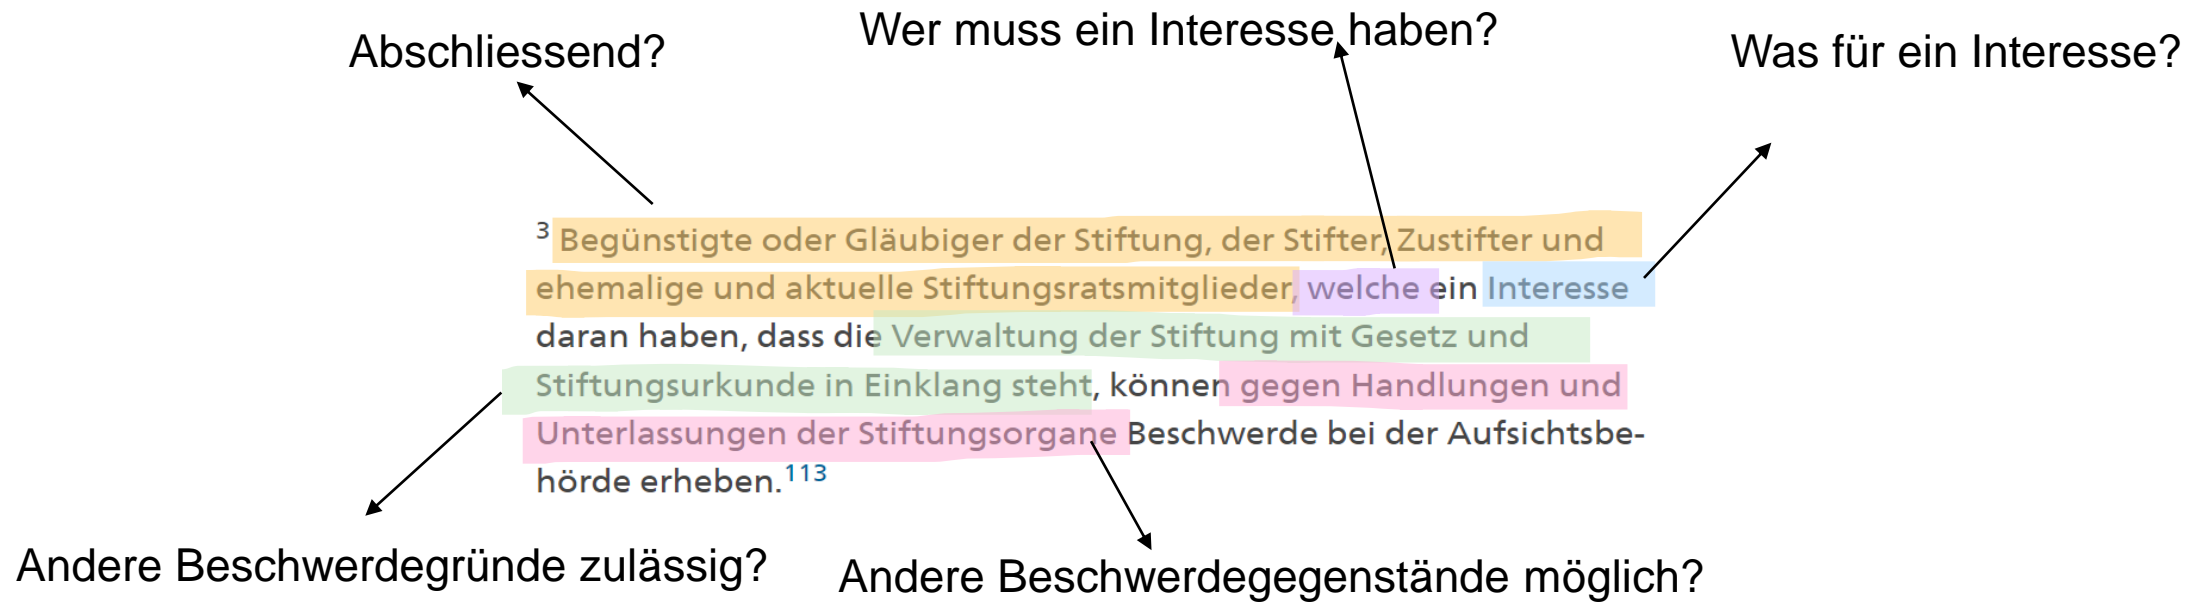 Wer muss ein Interesse haben?
Abschliessend?
Was für ein Interesse?
3 Begünstigte oder Gläubiger der Stiftung, der Stifter, Zustifter und
ehemalige und aktuelle Stiftungsratsmitglieder, welche ein Interesse
daran haben, dass die Verwaltung der Stiftung mit Gesetz und
Stiftungsurkunde in Einklang steht, können gegen Handlungen und
Unterlassungen der Stiftungsorgane Beschwerde bei der Aufsichtsbe-
hörde erheben.113
Andere Beschwerdegründe zulässig?
Andere Beschwerdegegenstände möglich?